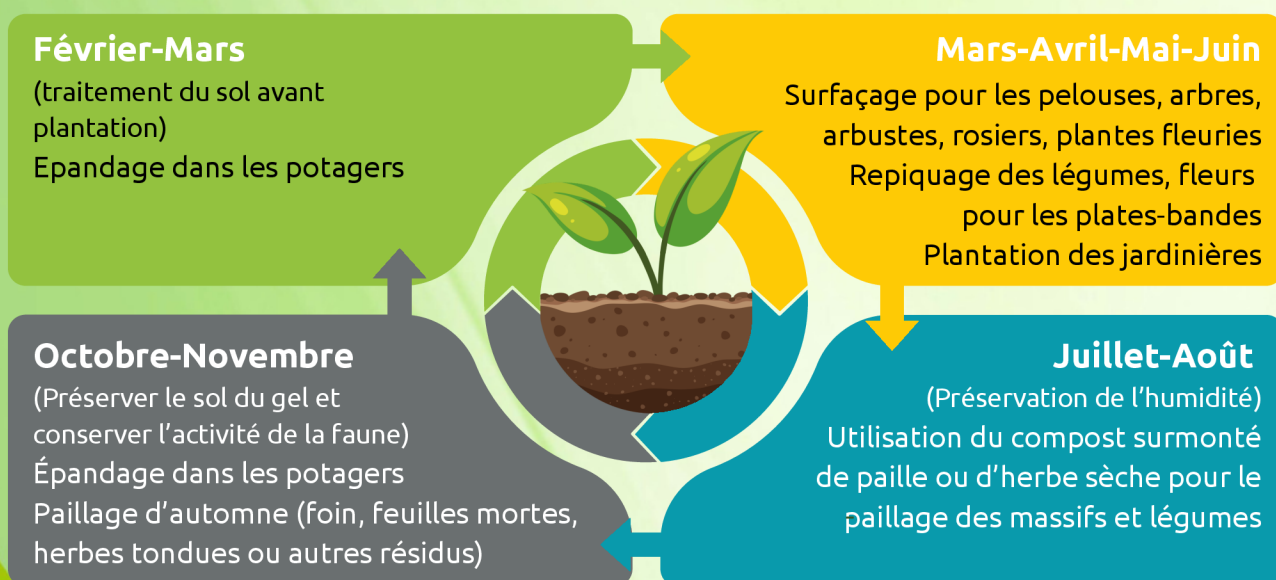 Février-Mars
(traitement du sol avant
plantation)
Epandage dans les potagers
Mars-Avril-Mai-Juin
Surfaçage pour les pelouses, arbres,
arbustes, rosiers, plantes fleuries
Repiquage des légumes, fleurs
pour les plates-bandes
Plantation des jardinières
Octobre-Novembre
(Préserver le sol du gel et
conserver l’activité de la faune)
Épandage dans les potagers
Paillage d’automne (foin, feuilles mortes,
herbes tondues ou autres résidus)
Juillet-Août
(Préservation de l’humidité)
Utilisation du compost surmonté
de paille ou d’herbe sèche pour le
paillage des massifs et légumes